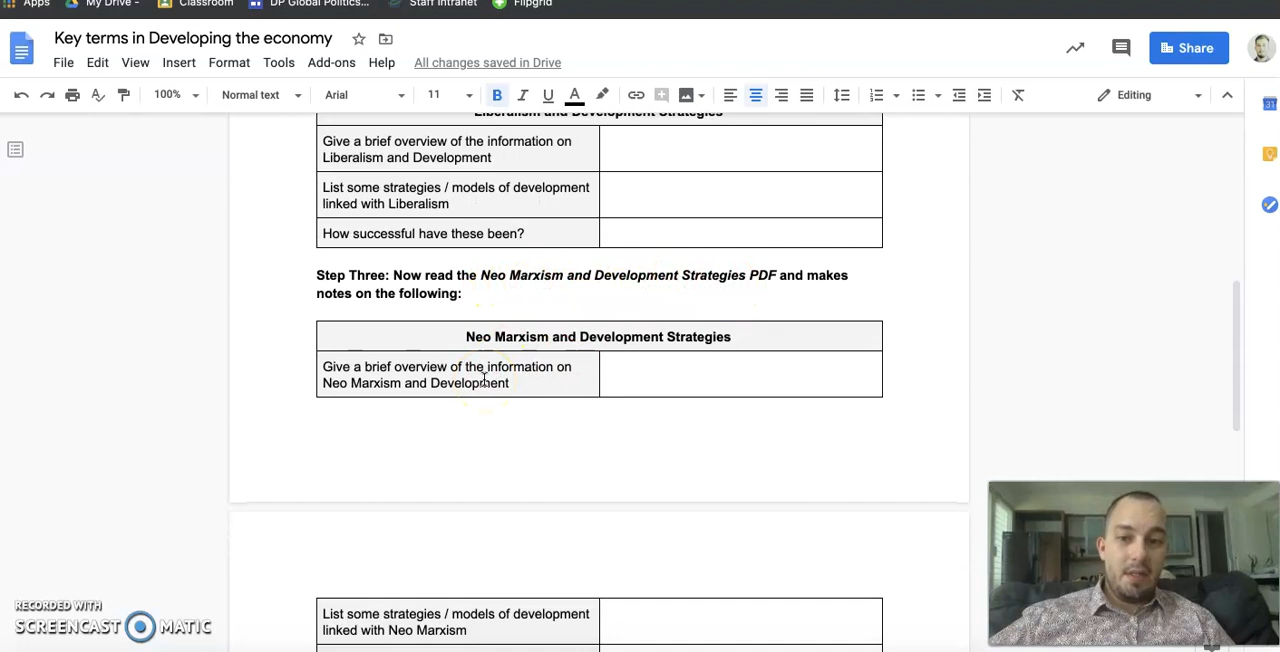 Apps
My Drive -
Classroom
DP Global Politics...
Staff Intranet
Flipgrid
Key terms in Developing the economy
File Edit View Insert Format Tools Add-ons Help All changes saved in Drive
Share
100% Normal text Arial 11 B I U A Editing
31
Liberalism and Development Strategies
Give a brief overview of the information on
Liberalism and Development
List some strategies / models of development
linked with Liberalism
How successful have these been?
Step Three: Now read the Neo Marxism and Development Strategies PDF and makes
notes on the following:
Neo Marxism and Development Strategies
Give a brief overview of the information on
Neo Marxism and Development
List some strategies / models of development
linked with Neo Marxism
RECORDED WITH
SCREENCAST MATIC